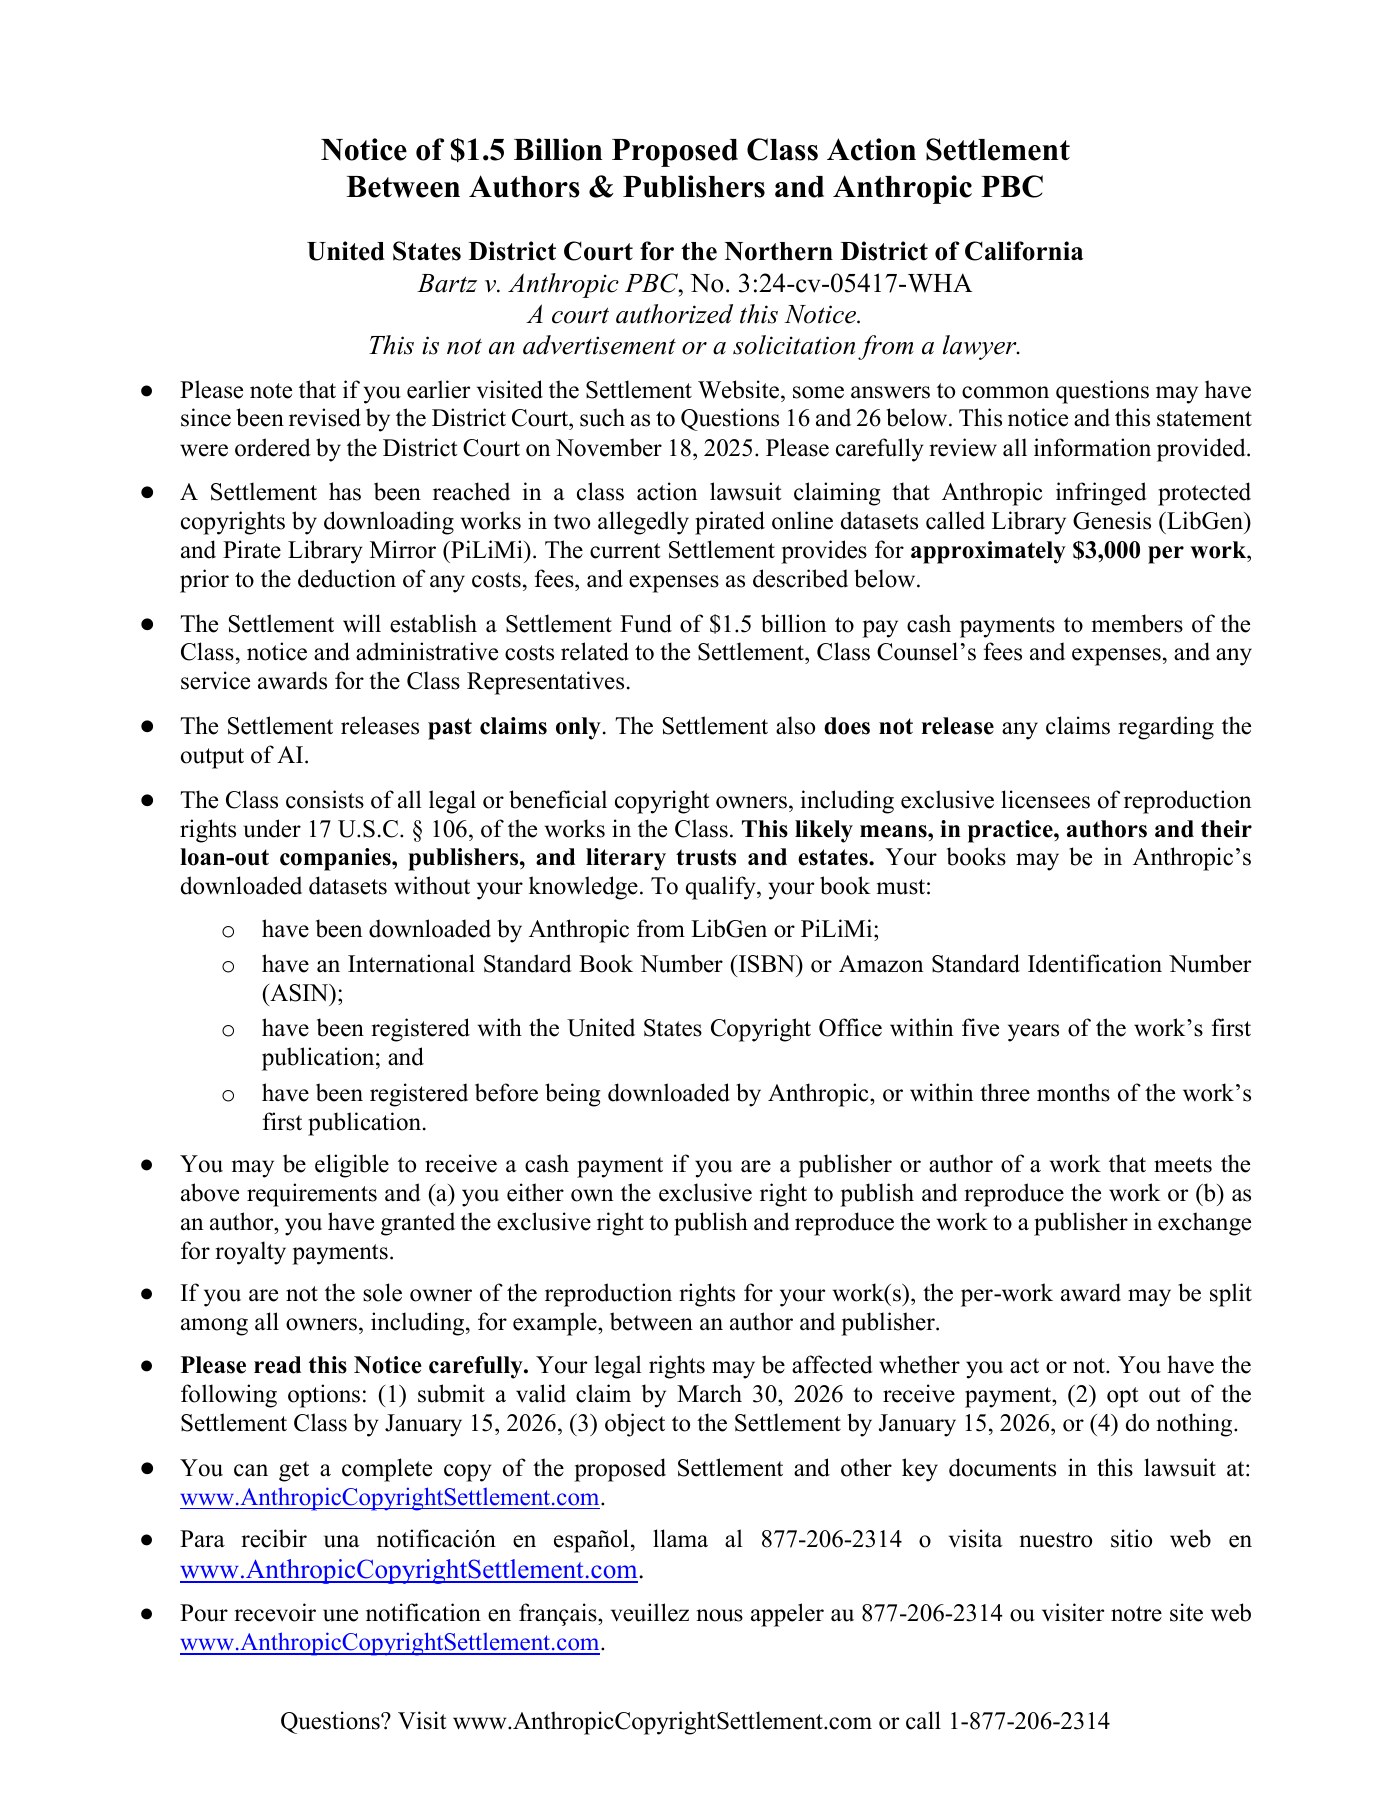 Notice of $1.5 Billion Proposed Class Action Settlement
Between Authors & Publishers and Anthropic PBC
United States District Court for the Northern District of California
Bartz v. Anthropic PBC, No. 3:24-cv-05417-WHA
A court authorized this Notice.
This is not an advertisement or a solicitation from a lawyer.
● Please note that if you earlier visited the Settlement Website, some answers to common questions may have
since been revised by the District Court, such as to Questions 16 and 26 below. This notice and this statement
were ordered by the District Court on November 18, 2025. Please carefully review all information provided.
● A Settlement has been reached in a class action lawsuit claiming that Anthropic infringed protected
copyrights by downloading works in two allegedly pirated online datasets called Library Genesis (LibGen)
and Pirate Library Mirror (PiLiMi). The current Settlement provides for approximately $3,000 per work,
prior to the deduction of any costs, fees, and expenses as described below.
● The Settlement will establish a Settlement Fund of $1.5 billion to pay cash payments to members of the
Class, notice and administrative costs related to the Settlement, Class Counsel’s fees and expenses, and any
service awards for the Class Representatives.
● The Settlement releases past claims only. The Settlement also does not release any claims regarding the
output of AI.
● The Class consists of all legal or beneficial copyright owners, including exclusive licensees of reproduction
rights under 17 U.S.C. § 106, of the works in the Class. This likely means, in practice, authors and their
loan-out companies, publishers, and literary trusts and estates. Your books may be in Anthropic’s
downloaded datasets without your knowledge. To qualify, your book must:
o have been downloaded by Anthropic from LibGen or PiLiMi;
o have an International Standard Book Number (ISBN) or Amazon Standard Identification Number
(ASIN);
o have been registered with the United States Copyright Office within five years of the work’s first
publication; and
o have been registered before being downloaded by Anthropic, or within three months of the work’s
first publication.
● You may be eligible to receive a cash payment if you are a publisher or author of a work that meets the
above requirements and (a) you either own the exclusive right to publish and reproduce the work or (b) as
an author, you have granted the exclusive right to publish and reproduce the work to a publisher in exchange
for royalty payments.
● If you are not the sole owner of the reproduction rights for your work(s), the per-work award may be split
among all owners, including, for example, between an author and publisher.
● Please read this Notice carefully. Your legal rights may be affected whether you act or not. You have the
following options: (1) submit a valid claim by March 30, 2026 to receive payment, (2) opt out of the
Settlement Class by January 15, 2026, (3) object to the Settlement by January 15, 2026, or (4) do nothing.
● You can get a complete copy of the proposed Settlement and other key documents in this lawsuit at:
www.AnthropicCopyrightSettlement.com.
● Para recibir una notificación en español, llama al 877-206-2314 o visita nuestro sitio web en
www.AnthropicCopyrightSettlement.com.
● Pour recevoir une notification en français, veuillez nous appeler au 877-206-2314 ou visiter notre site web
www.AnthropicCopyrightSettlement.com.
Questions? Visit www.AnthropicCopyrightSettlement.com or call 1-877-206-2314